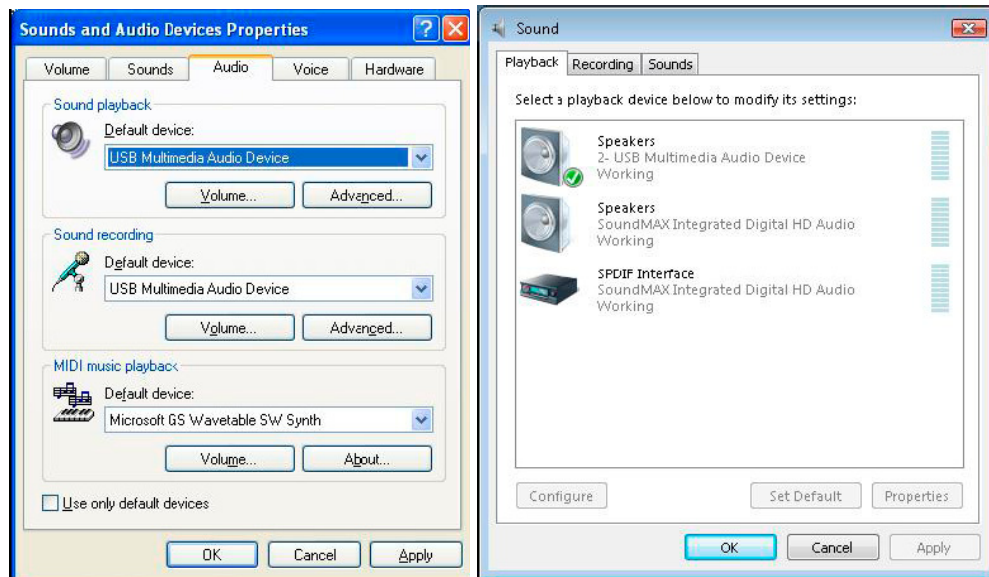 Sounds and Audio Devices Properties
Volume Sounds Audio Voice Hardware
Sound playback
Default device:
USB Multimedia Audio Device
Volume... Advanced...
Sound recording
Default device:
USB Multimedia Audio Device
Volume... Advanced...
MIDI music playback
Default device:
Microsoft GS Wavetable SW Synth
Volume... About...
Use only default devices
OK Cancel Apply
Sound
Playback Recording Sounds
Select a playback device below to modify its settings:
Speakers
2- USB Multimedia Audio Device
Working
Speakers
SoundMAX Integrated Digital HD Audio
Working
SPDIF Interface
SoundMAX Integrated Digital HD Audio
Working
Configure Set Default Properties
OK Cancel Apply